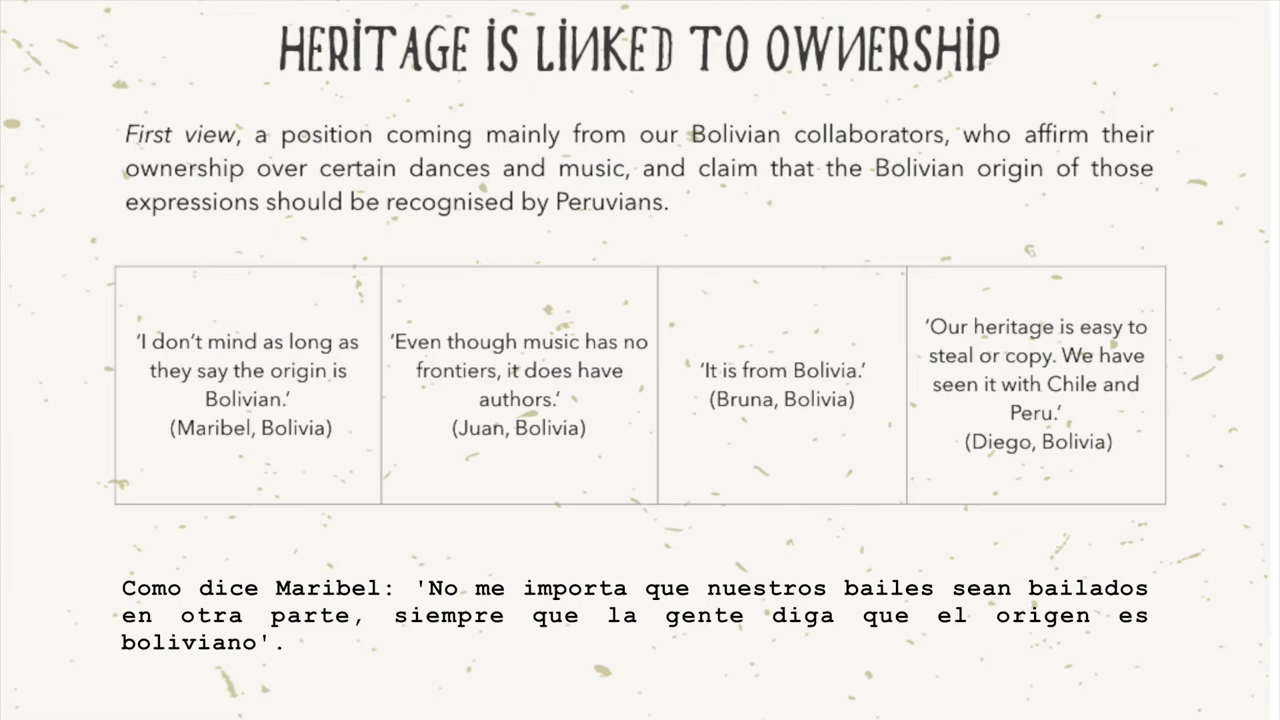 HERITAGE IS LINKED TO OWNERSHIP
First view, a position coming mainly from our Bolivian collaborators, who affirm their
ownership over certain dances and music, and claim that the Bolivian origin of those
expressions should be recognised by Peruvians.
'I don't mind as long as
they say the origin is
Bolivian.'
(Maribel, Bolivia)
'Even though music has no
frontiers, it does have
authors.'
(Juan, Bolivia)
'It is from Bolivia.'
(Bruna, Bolivia)
'Our heritage is easy to
steal or copy. We have
seen it with Chile and
Peru.'
(Diego, Bolivia)
Como dice Maribel: 'No me importa que nuestros bailes sean bailados
en otra parte, siempre que la gente diga que el origen es
boliviano'.